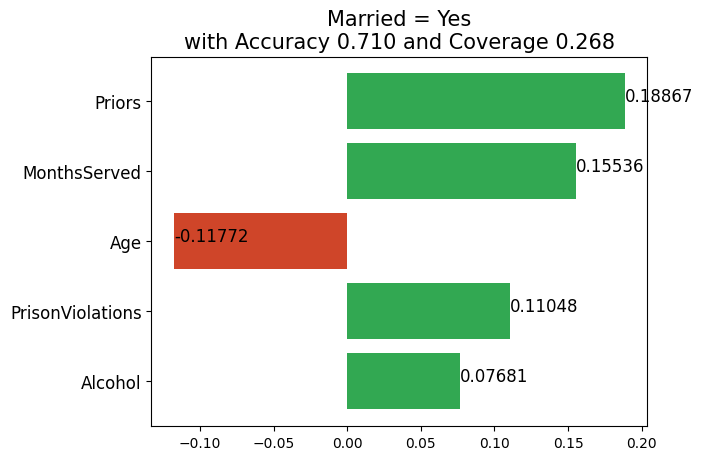 Married = Yes
with Accuracy 0.710 and Coverage 0.268
Priors
0.18867
MonthsServed
0.15536
Age
-0.11772
PrisonViolations
0.11048
Alcohol
0.07681
−0.10 −0.05 0.00 0.05 0.10 0.15 0.20